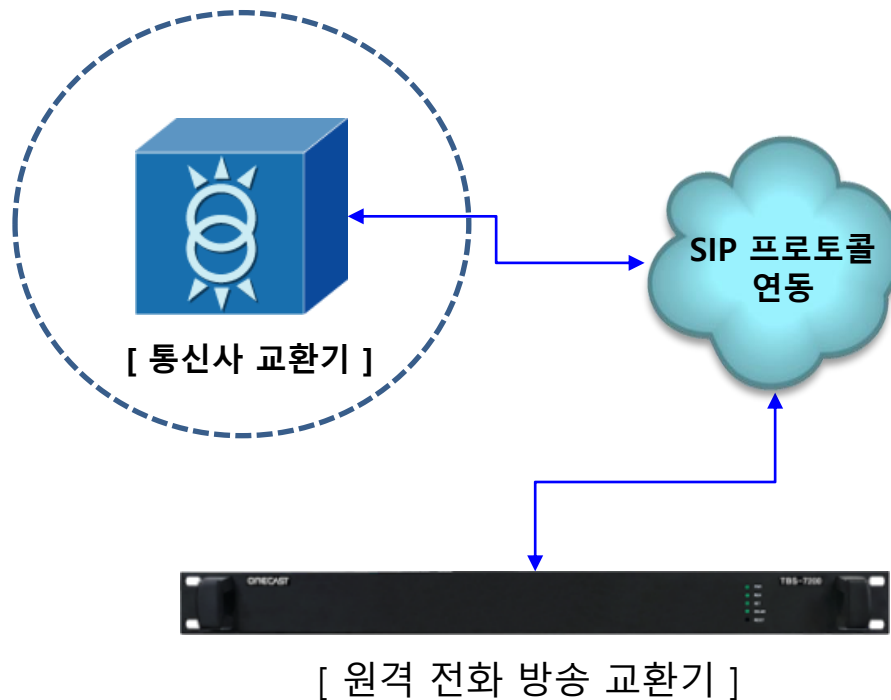 SIP 프로토콜
연동
[ 통신사 교환기 ]
ONECAST
TBS-7200
[ 원격 전화 방송 교환기 ]